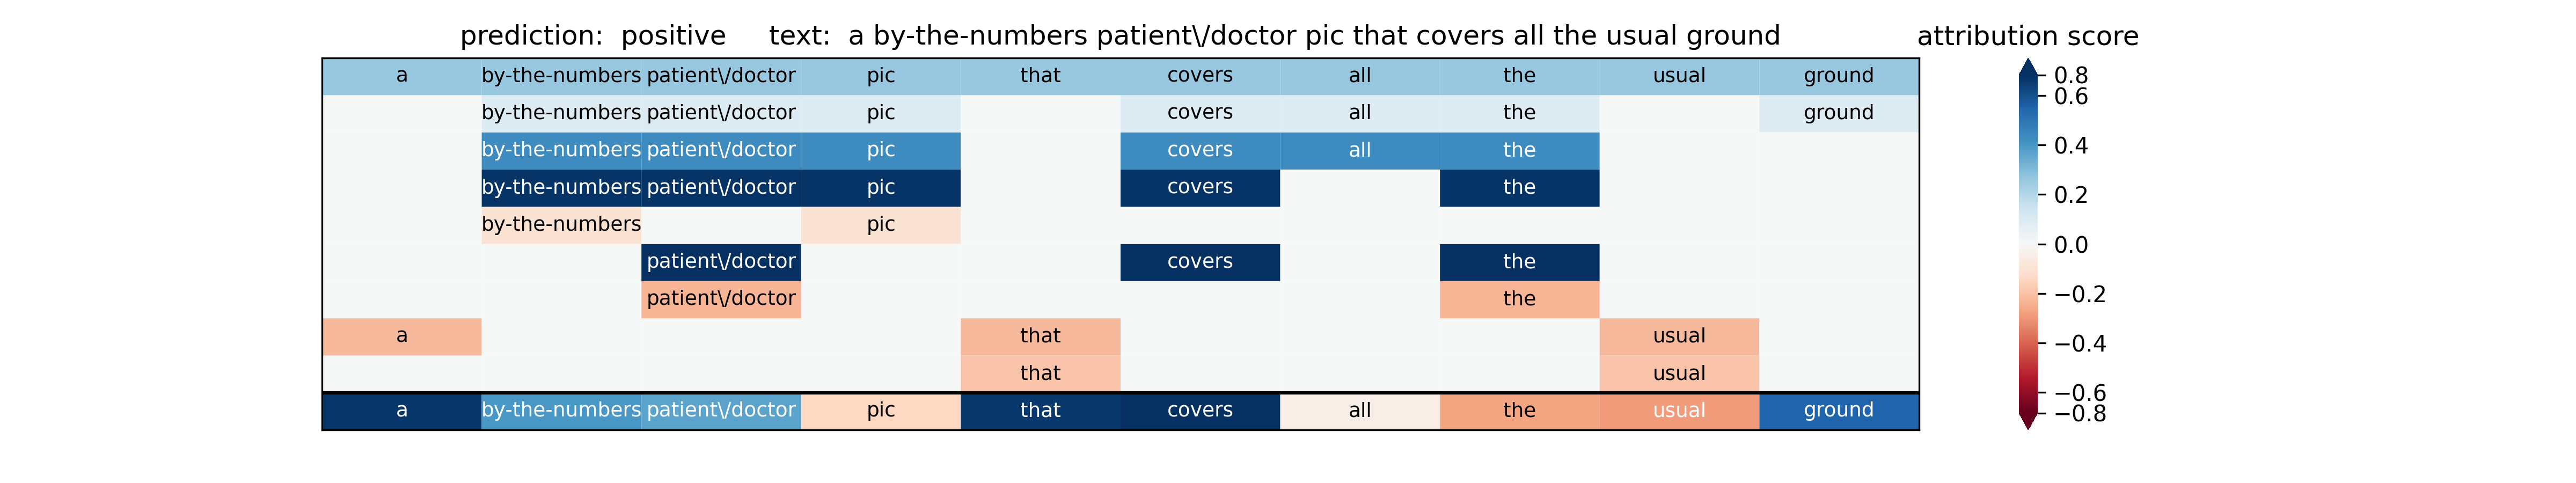 prediction: positive text: a by-the-numbers patient\/doctor pic that covers all the usual ground
attribution score
a by-the-numbers patient\/doctor pic that covers all the usual ground
by-the-numbers patient\/doctor pic covers all the ground
by-the-numbers patient\/doctor pic covers all the
by-the-numbers patient\/doctor pic covers the
by-the-numbers pic
patient\/doctor covers the
patient\/doctor the
a that usual
that usual
a by-the-numbers patient\/doctor pic that covers all the usual ground
0.8
0.6
0.4
0.2
0.0
−0.2
−0.4
−0.6
−0.8